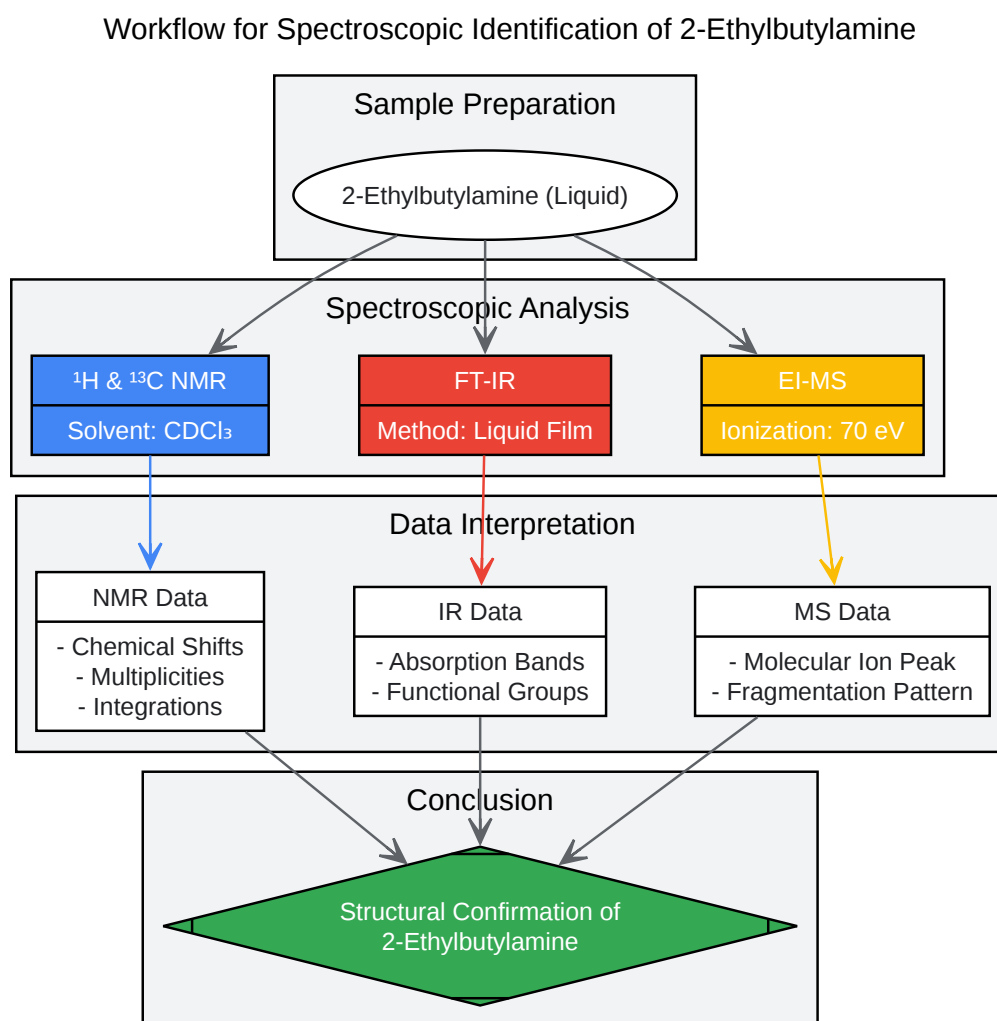 Workflow for Spectroscopic Identification of 2-Ethylbutylamine
Sample Preparation
2-Ethylbutylamine (Liquid)
Spectroscopic Analysis
¹H & ¹³C NMR
Solvent: CDCl₃
FT-IR
Method: Liquid Film
EI-MS
Ionization: 70 eV
Data Interpretation
NMR Data
- Chemical Shifts
- Multiplicities
- Integrations
IR Data
- Absorption Bands
- Functional Groups
MS Data
- Molecular Ion Peak
- Fragmentation Pattern
Conclusion
Structural Confirmation of
2-Ethylbutylamine